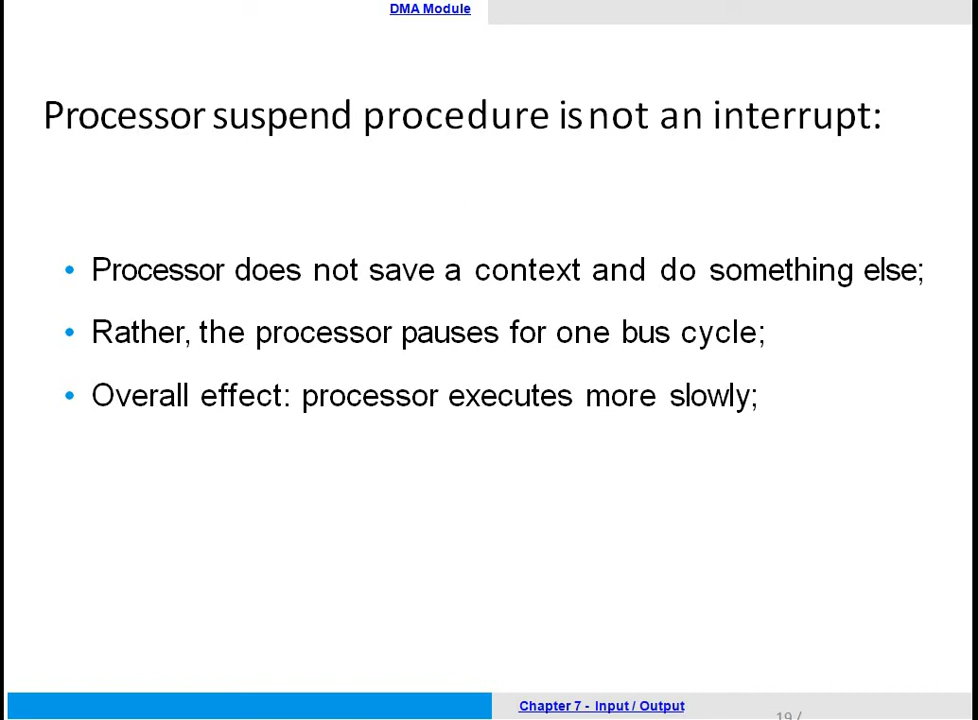 DMA Module
Processor suspend procedure is not an interrupt:
• Processor does not save a context and do something else;
• Rather, the processor pauses for one bus cycle;
• Overall effect: processor executes more slowly;
Chapter 7 - Input / Output
19 /